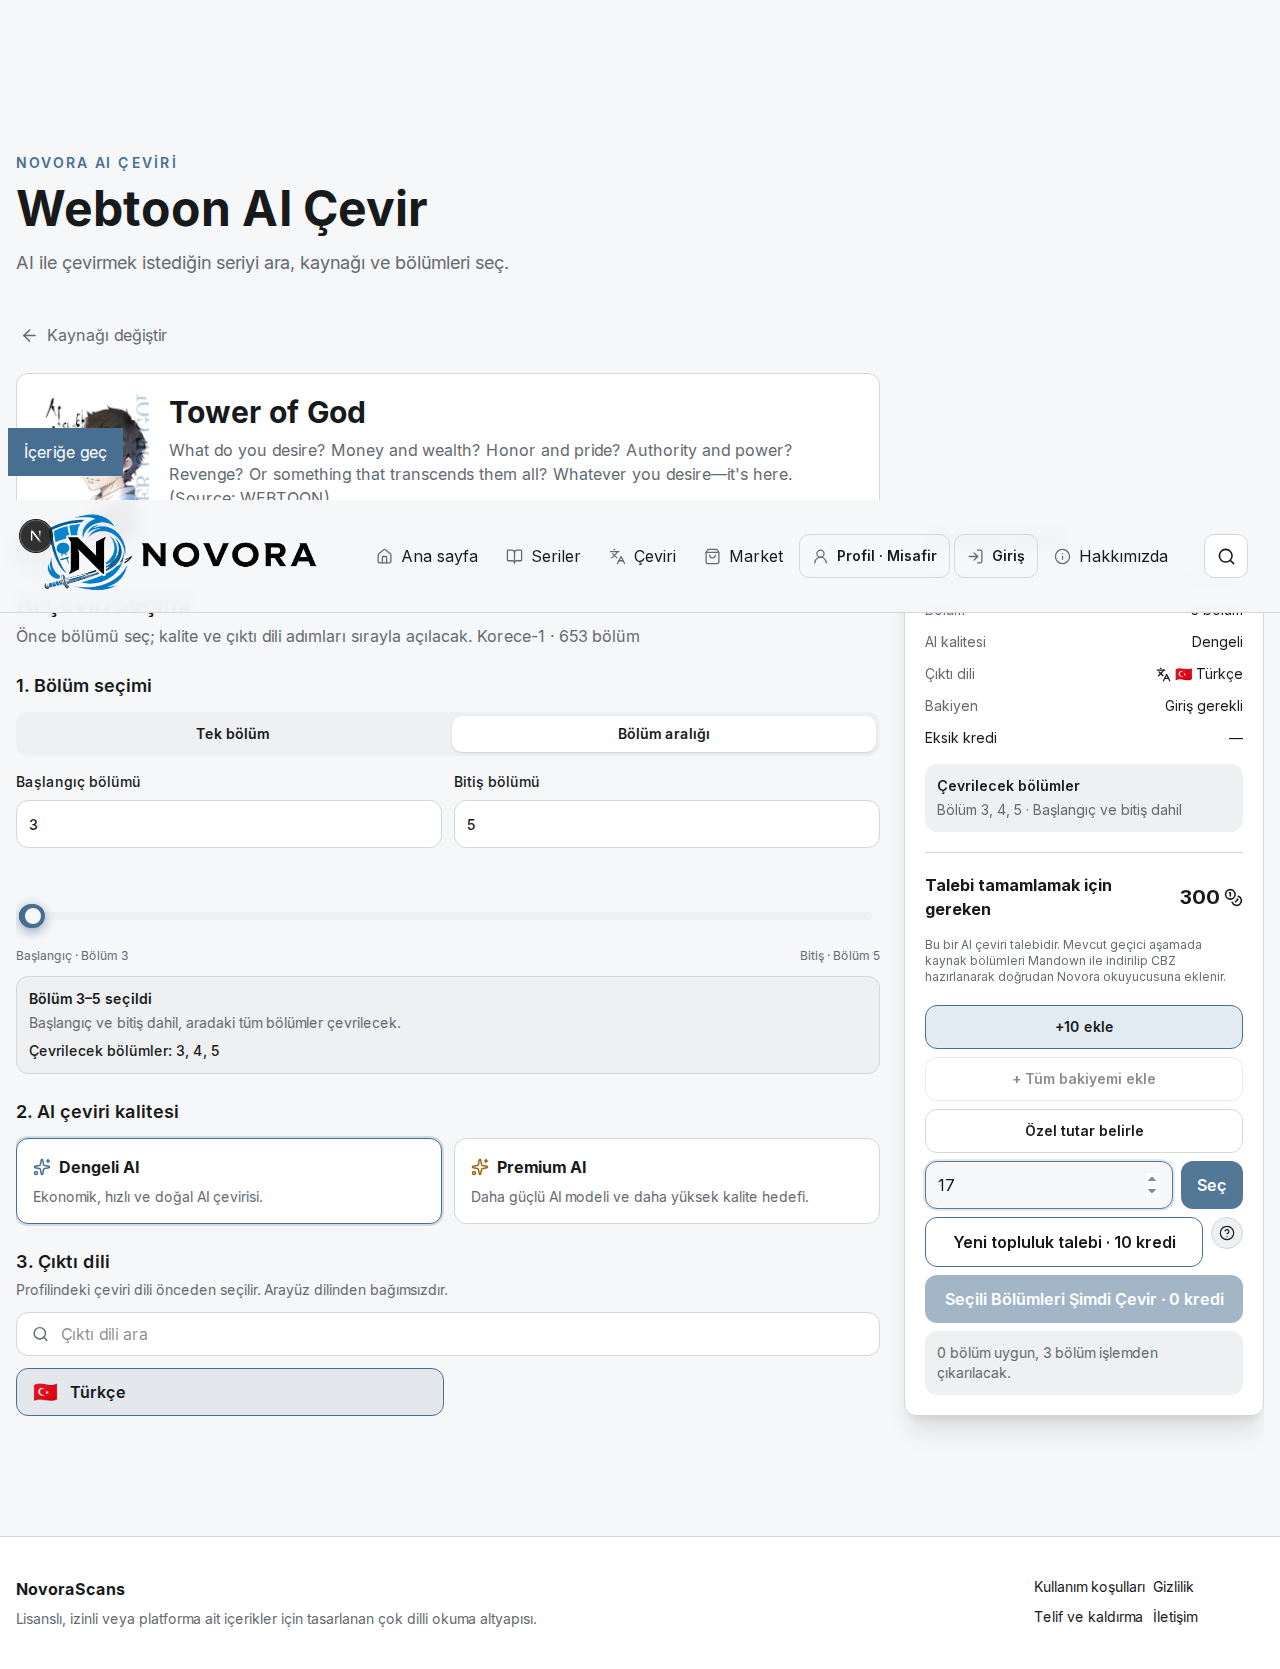 NOVORA AI ÇEVİRİ
Webtoon AI Çevir
AI ile çevirmek istediğin seriyi ara, kaynağı ve bölümleri seç.
Kaynağı değiştir
Tower of God
What do you desire? Money and wealth? Honor and pride? Authority and power?
Revenge? Or something that transcends them all? Whatever you desire—it's here.
(Source: WEBTOON)
İçeriğe geç
N NOVORA
Ana sayfa
Seriler
Çeviri
Market
Profil · Misafir
Giriş
Hakkımızda
Önce bölümü seç; kalite ve çıktı dili adımları sırayla açılacak. Korece-1 · 653 bölüm
1. Bölüm seçimi
Tek bölüm
Bölüm aralığı
Başlangıç bölümü
Bitiş bölümü
3
5
Başlangıç · Bölüm 3
Bitiş · Bölüm 5
Bölüm 3–5 seçildi
Başlangıç ve bitiş dahil, aradaki tüm bölümler çevrilecek.
Çevrilecek bölümler: 3, 4, 5
2. AI çeviri kalitesi
Dengeli AI
Ekonomik, hızlı ve doğal AI çevirisi.
Premium AI
Daha güçlü AI modeli ve daha yüksek kalite hedefi.
3. Çıktı dili
Profilindeki çeviri dili önceden seçilir. Arayüz dilinden bağımsızdır.
Çıktı dili ara
Türkçe
AI kalitesi Dengeli
Çıktı dili Türkçe
Bakiyen Giriş gerekli
Eksik kredi —
Çevrilecek bölümler
Bölüm 3, 4, 5 · Başlangıç ve bitiş dahil
Talebi tamamlamak için
gereken
300
Bu bir AI çeviri talebidir. Mevcut geçici aşamada
kaynak bölümleri Mandown ile indirilip CBZ
hazırlanarak doğrudan Novora okuyucusuna eklenir.
+10 ekle
+ Tüm bakiyemi ekle
Özel tutar belirle
17
Seç
Yeni topluluk talebi · 10 kredi
Seçili Bölümleri Şimdi Çevir · 0 kredi
0 bölüm uygun, 3 bölüm işlemden
çıkarılacak.
NovoraScans
Lisanslı, izinli veya platforma ait içerikler için tasarlanan çok dilli okuma altyapısı.
Kullanım koşulları Gizlilik
Telif ve kaldırma İletişim